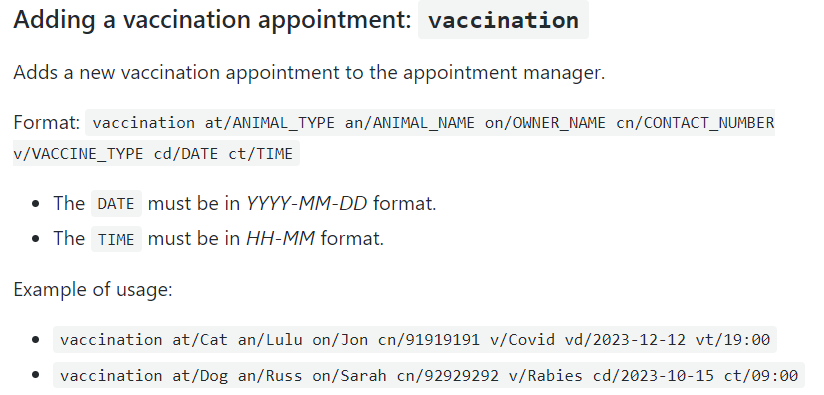 Adding a vaccination appointment: vaccination
Adds a new vaccination appointment to the appointment manager.
Format: vaccination at/ANIMAL_TYPE an/ANIMAL_NAME on/OWNER_NAME cn/CONTACT_NUMBER
v/VACCINE_TYPE cd/DATE ct/TIME
• The DATE must be in YYYY-MM-DD format.
• The TIME must be in HH-MM format.
Example of usage:
• vaccination at/Cat an/Lulu on/Jon cn/91919191 v/Covid vd/2023-12-12 vt/19:00
• vaccination at/Dog an/Russ on/Sarah cn/92929292 v/Rabies cd/2023-10-15 ct/09:00